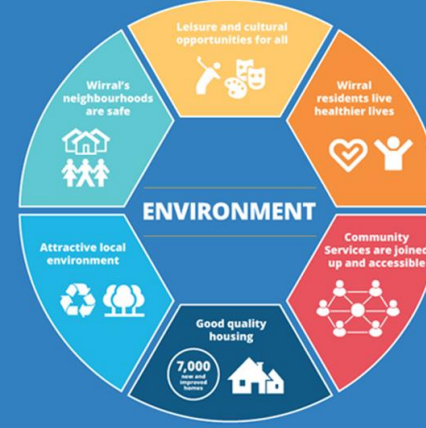 Leisure and cultural
opportunities for all
Wirral
residents live
healthier lives
Community
Services are joined
up and accessible
Good quality
housing
7,000
new and
improved
homes
Attractive local
environment
Wirral's
neighbourhoods
are safe
ENVIRONMENT